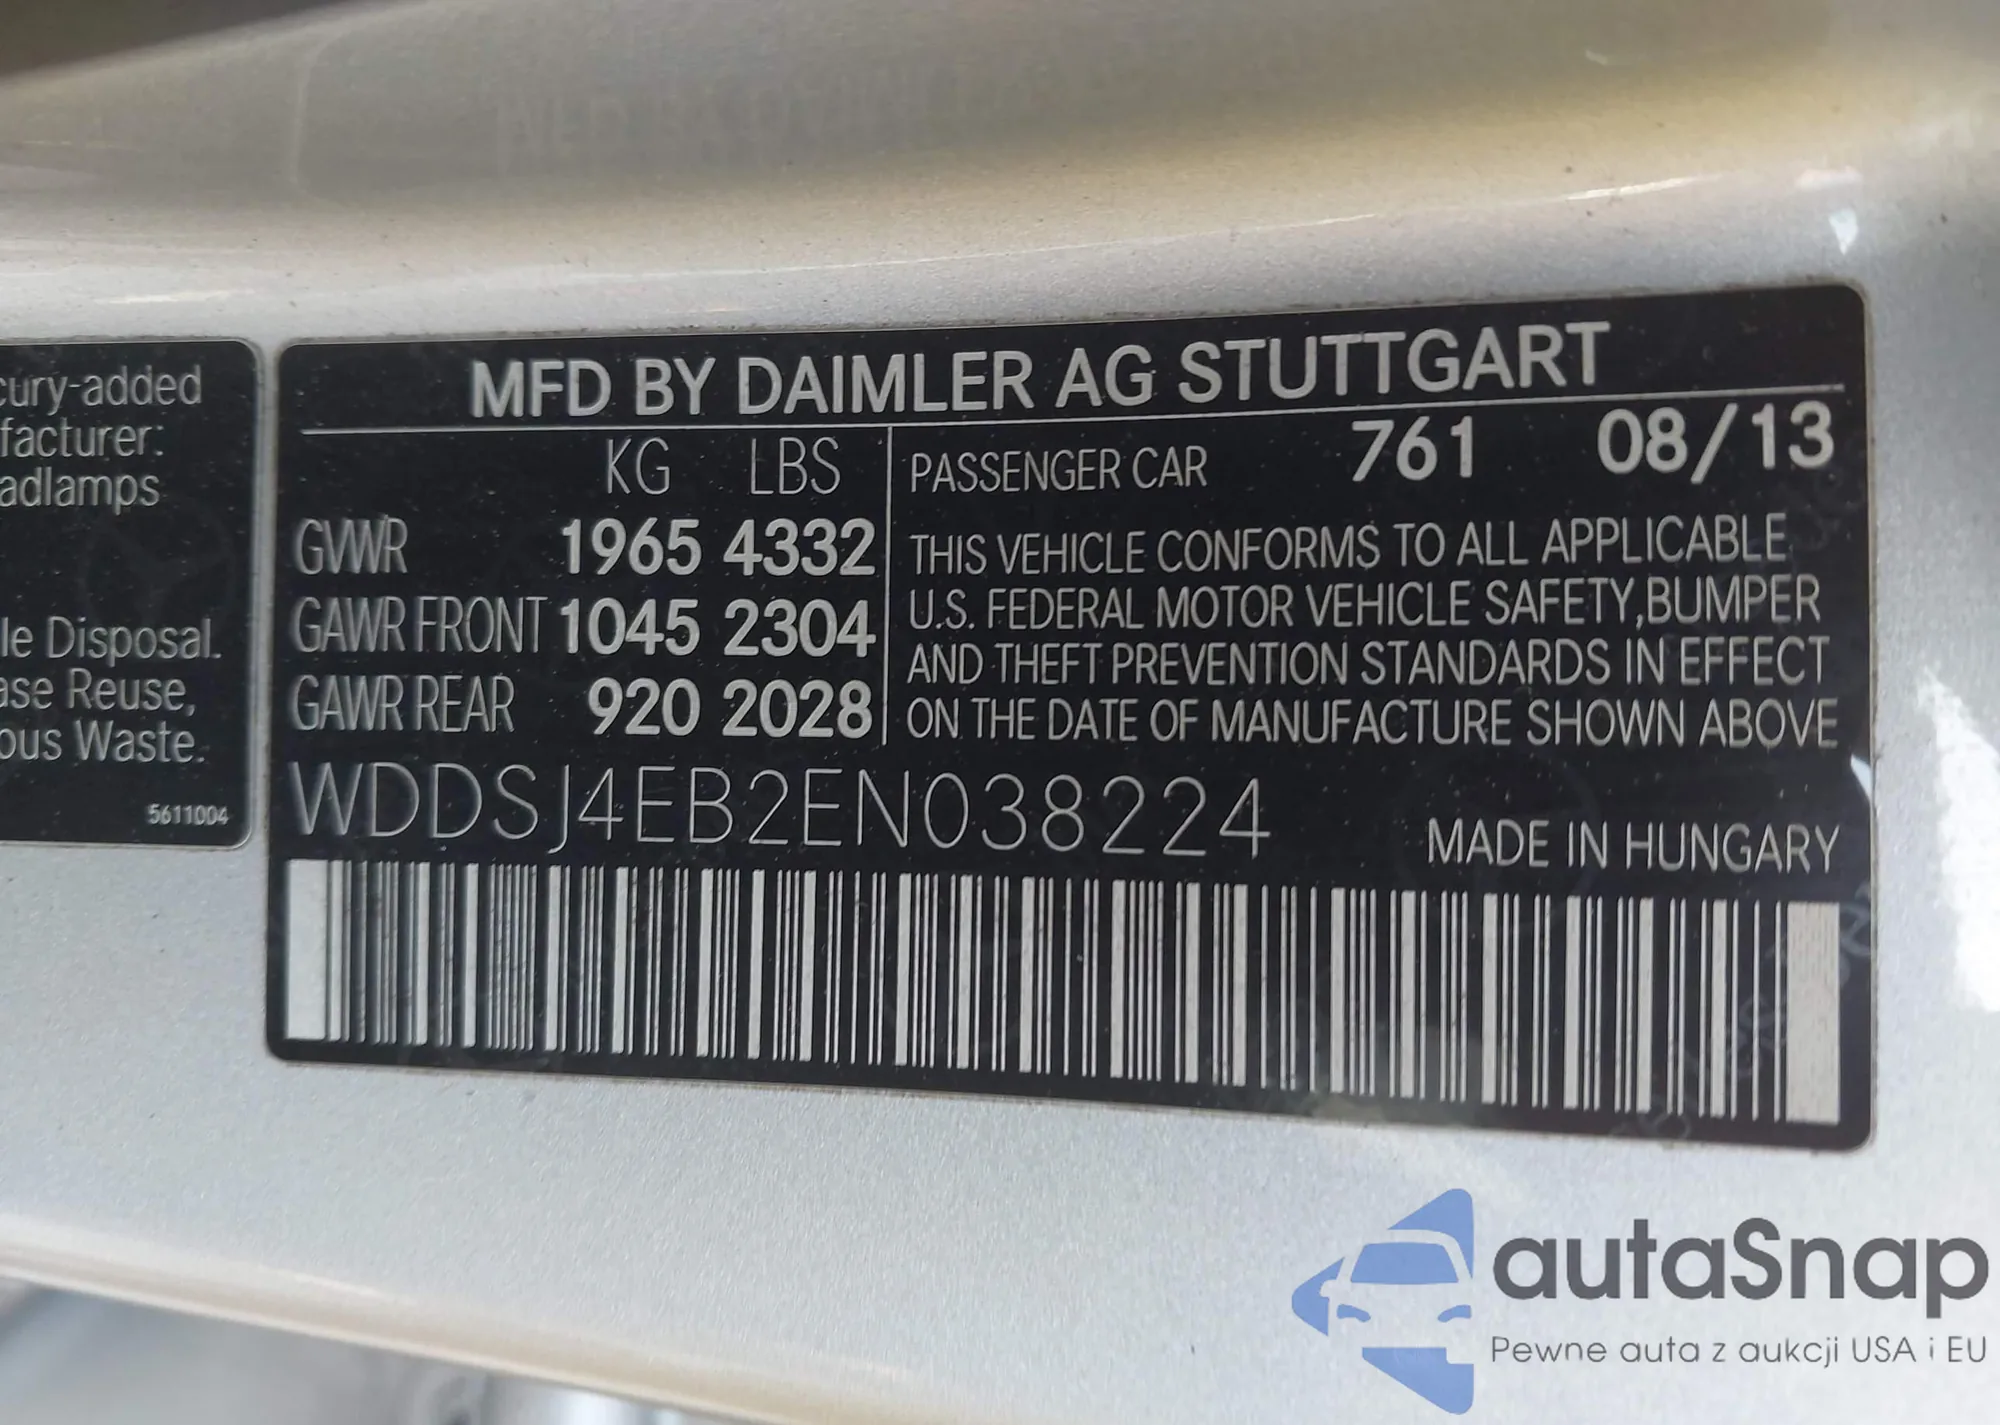 cury-added
facturer:
adlamps
le Disposal.
ase Reuse,
ous Waste.
5611004
MFD BY DAIMLER AG STUTTGART
KG LBS
GVWR 1965 4332
GAWR FRONT 1045 2304
GAWR REAR 920 2028
PASSENGER CAR 761 08/13
THIS VEHICLE CONFORMS TO ALL APPLICABLE
U.S. FEDERAL MOTOR VEHICLE SAFETY, BUMPER
AND THEFT PREVENTION STANDARDS IN EFFECT
ON THE DATE OF MANUFACTURE SHOWN ABOVE
WDDSJ4EB2EN038224
MADE IN HUNGARY
autaSnap
Pewne auta z aukcji USA i EU